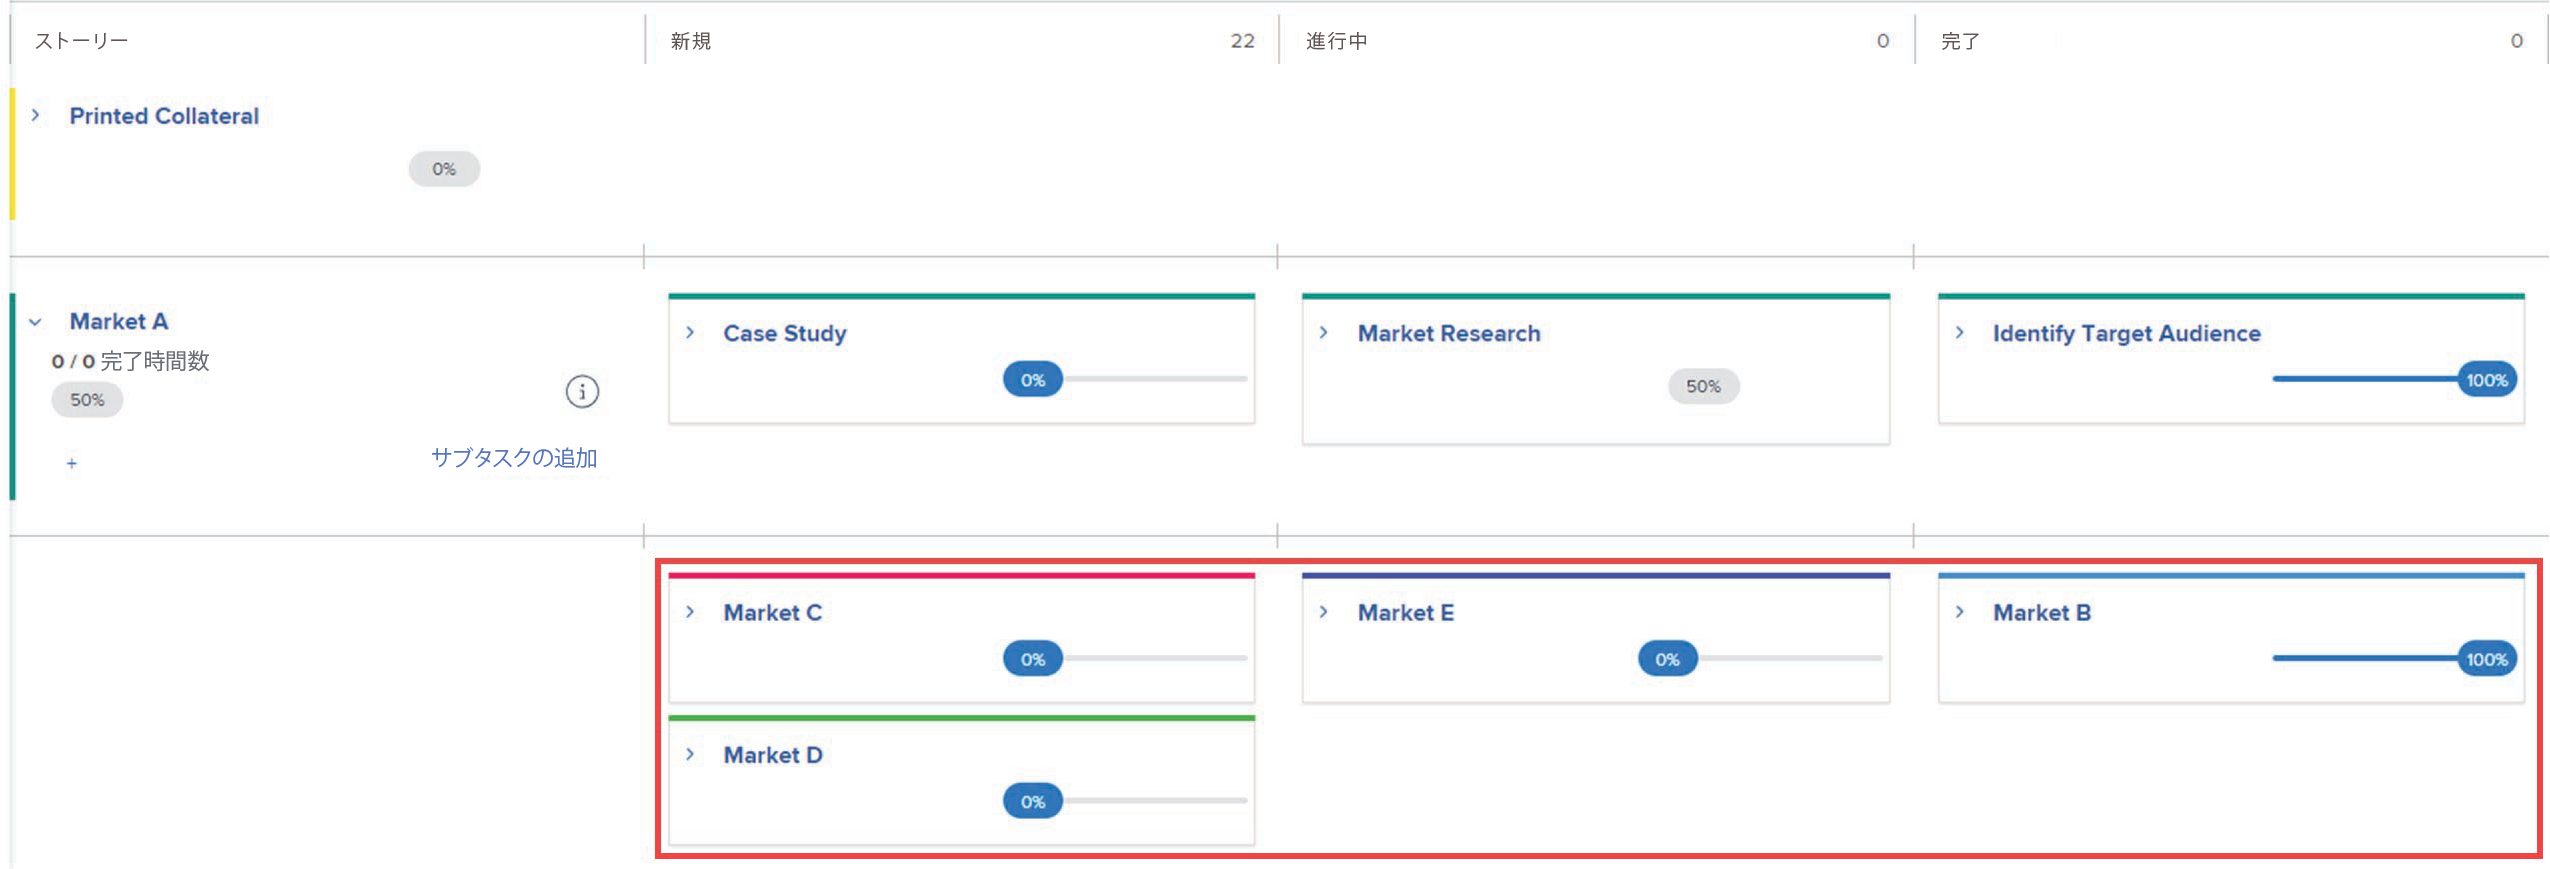 ストーリー
新規 22
進行中 0
完了 0
Printed Collateral
0%
Market A
0 / 0 完了時間数
50%
+ サブタスクの追加
Case Study
0%
Market Research
50%
Identify Target Audience
100%
Market C
0%
Market E
0%
Market B
100%
Market D
0%